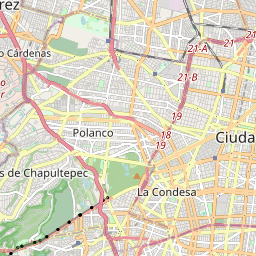 rez
o Cárdenas
21-A
21-B
21
19
18
19
Polanco
Ciuda
s de Chapultepec
La Condesa